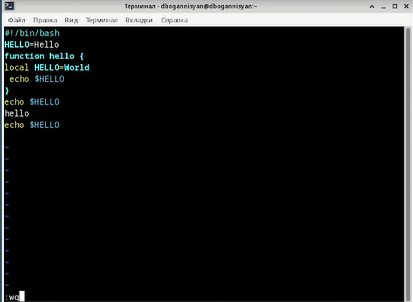 Терминал - dbogannisyan@dbogannisyan:~
Файл Правка Вид Терминал Вкладки Справка
#!/bin/bash
HELLO=Hello
function hello {
local HELLO=World
 echo $HELLO
}
echo $HELLO
hello
echo $HELLO
~
~
~
~
~
~
~
~
~
~
~
~
~
:wq